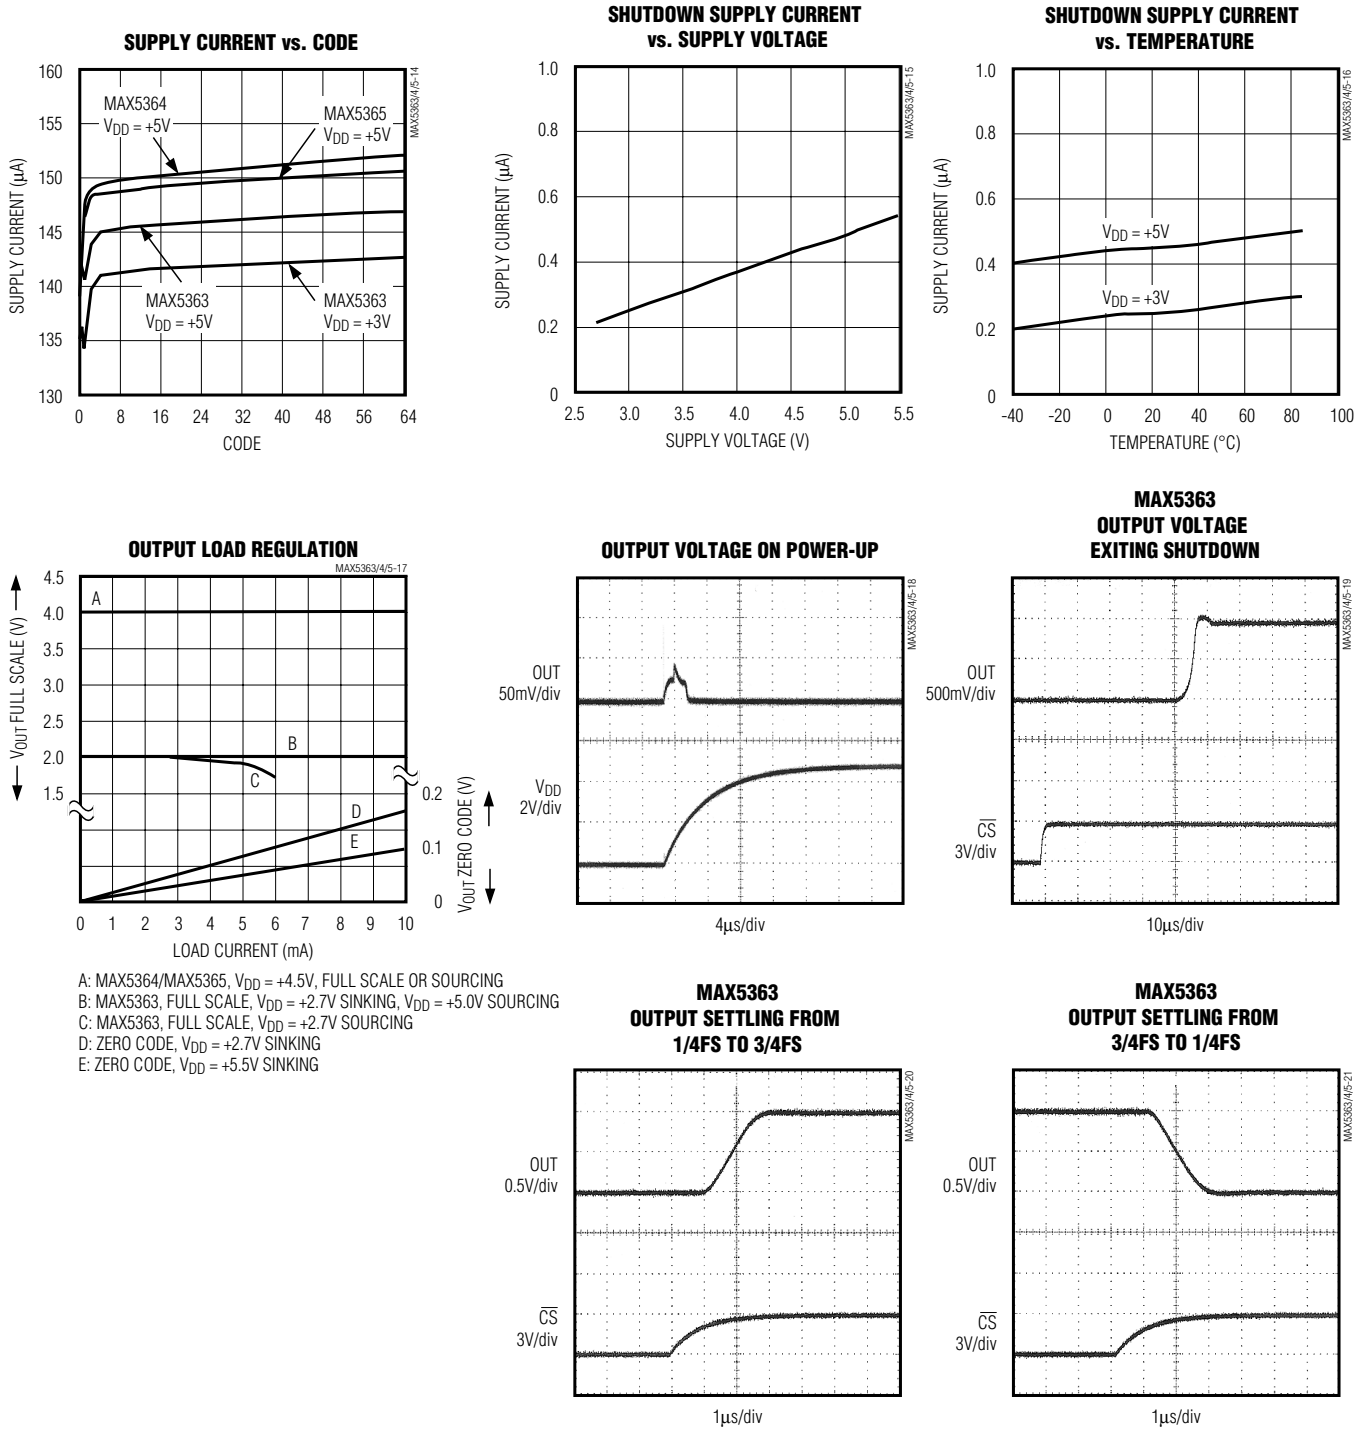 SUPPLY CURRENT vs. CODE
160
155
150
145
140
135
130
SUPPLY CURRENT (µA)
MAX5364
VDD = +5V
MAX5365
VDD = +5V
MAX5363
VDD = +5V
MAX5363
VDD = +3V
0 8 16 24 32 40 48 56 64
CODE
MAX5363/4/5-14
SHUTDOWN SUPPLY CURRENT
vs. SUPPLY VOLTAGE
1.0
0.8
0.6
0.4
0.2
0
SUPPLY CURRENT (µA)
2.5 3.0 3.5 4.0 4.5 5.0 5.5
SUPPLY VOLTAGE (V)
MAX5363/4/5-15
SHUTDOWN SUPPLY CURRENT
vs. TEMPERATURE
1.0
0.8
0.6
0.4
0.2
0
SUPPLY CURRENT (µA)
VDD = +5V
VDD = +3V
-40 -20 0 20 40 60 80 100
TEMPERATURE (°C)
MAX5363/4/5-16
OUTPUT LOAD REGULATION
MAX5363/4/5-17
4.5
4.0
3.5
3.0
2.5
2.0
1.5
VOUT FULL SCALE (V)
A
B
C
D
E
0.2
0.1
0
VOUT ZERO CODE (V)
0 1 2 3 4 5 6 7 8 9 10
LOAD CURRENT (mA)
A: MAX5364/MAX5365, VDD = +4.5V, FULL SCALE OR SOURCING
B: MAX5363, FULL SCALE, VDD = +2.7V SINKING, VDD = +5.0V SOURCING
C: MAX5363, FULL SCALE, VDD = +2.7V SOURCING
D: ZERO CODE, VDD = +2.7V SINKING
E: ZERO CODE, VDD = +5.5V SINKING
OUTPUT VOLTAGE ON POWER-UP
OUT
50mV/div
VDD
2V/div
4µs/div
MAX5363/4/5-18
MAX5363
OUTPUT VOLTAGE
EXITING SHUTDOWN
OUT
500mV/div
CS
3V/div
10µs/div
MAX5363/4/5-19
MAX5363
OUTPUT SETTLING FROM
1/4FS TO 3/4FS
OUT
0.5V/div
CS
3V/div
1µs/div
MAX5363/4/5-20
MAX5363
OUTPUT SETTLING FROM
3/4FS TO 1/4FS
OUT
0.5V/div
CS
3V/div
1µs/div
MAX5363/4/5-21